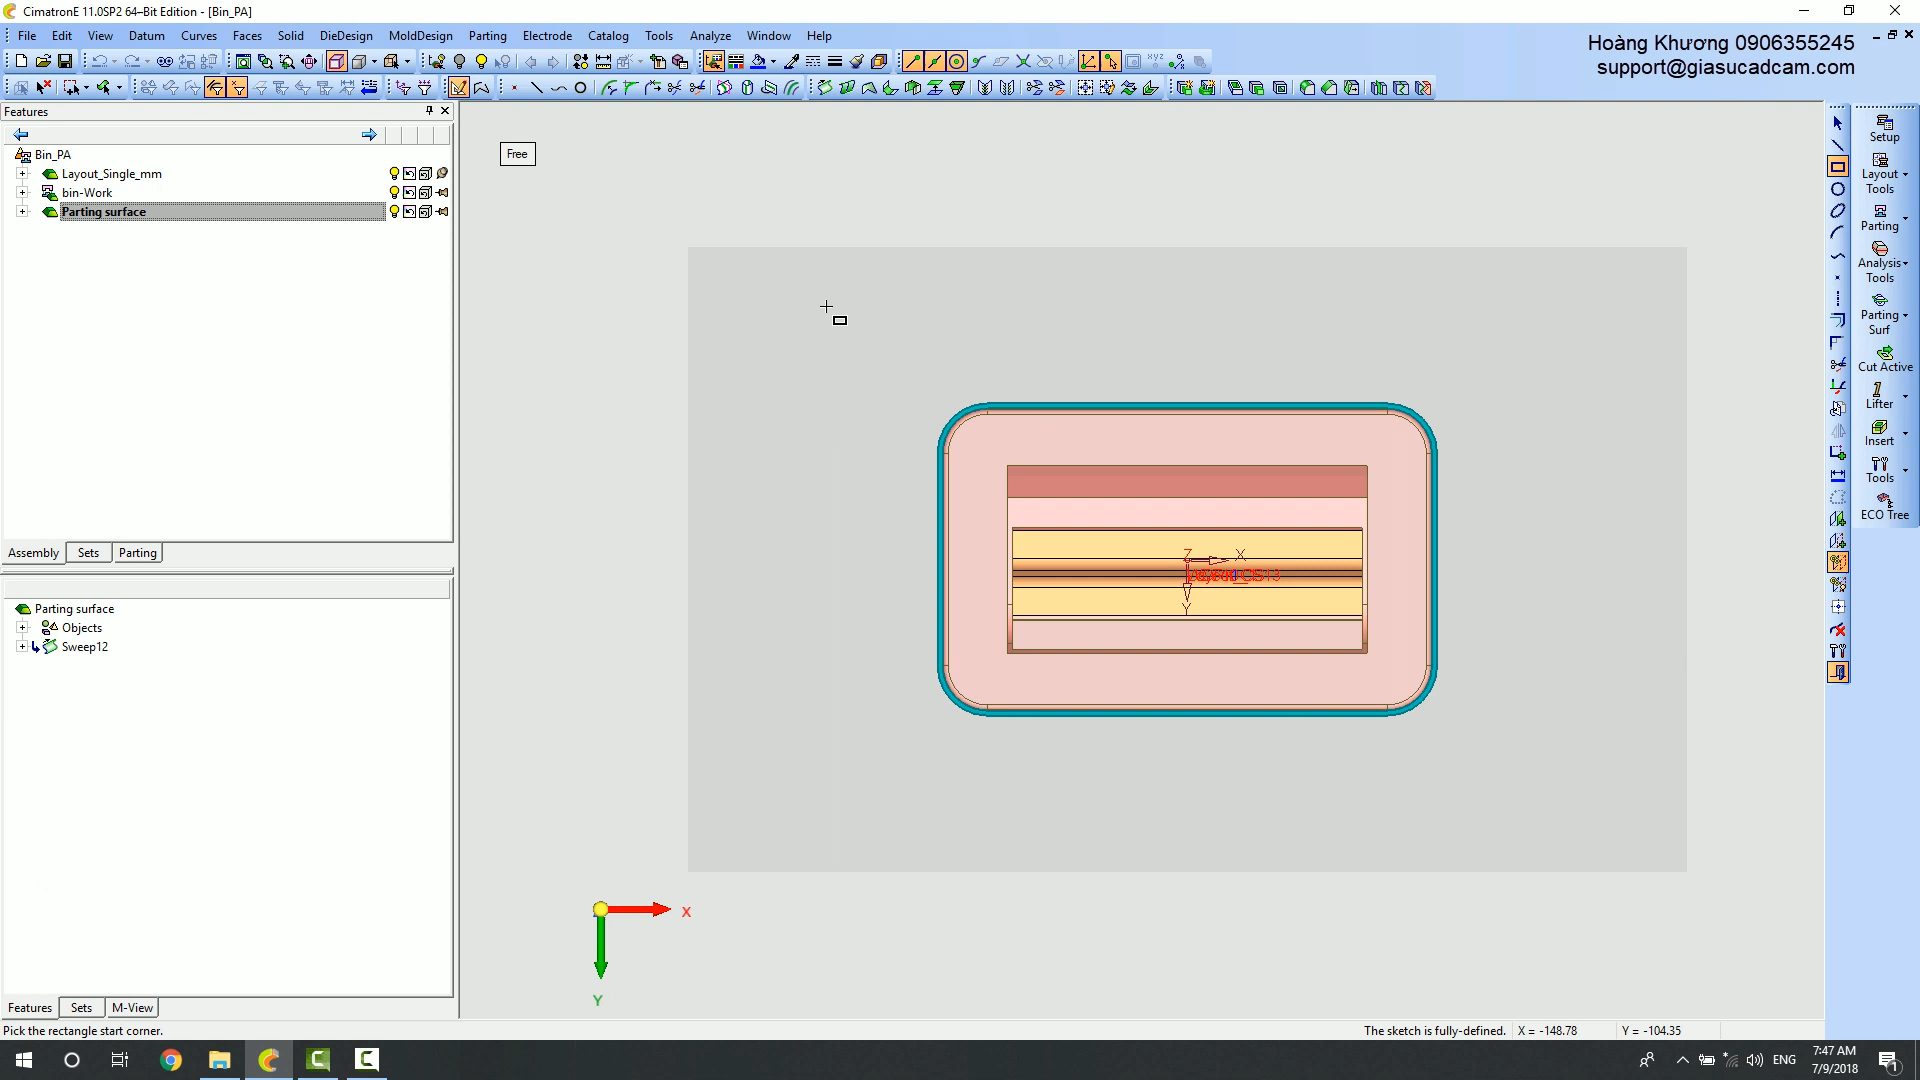 CimatronE 11.0SP2 64–Bit Edition - [Bin_PA]
File Edit View Datum Curves Faces Solid DieDesign MoldDesign Parting Electrode Catalog Tools Analyze Window Help
Hoàng Khương 0906355245
support@giasucadcam.com
Features
Bin_PA
Layout_Single_mm
bin-Work
Parting surface
Assembly Sets Parting
Parting surface
Objects
Sweep12
Features Sets M-View
Free
Z X
Y
X
Y
Setup
Layout
Tools
Parting
Analysis
Tools
Parting
Surf
Cut Active
Lifter
Insert
Tools
ECO Tree
Pick the rectangle start corner.
The sketch is fully-defined. X = -148.78 Y = -104.35
ENG
7:47 AM
7/9/2018
1